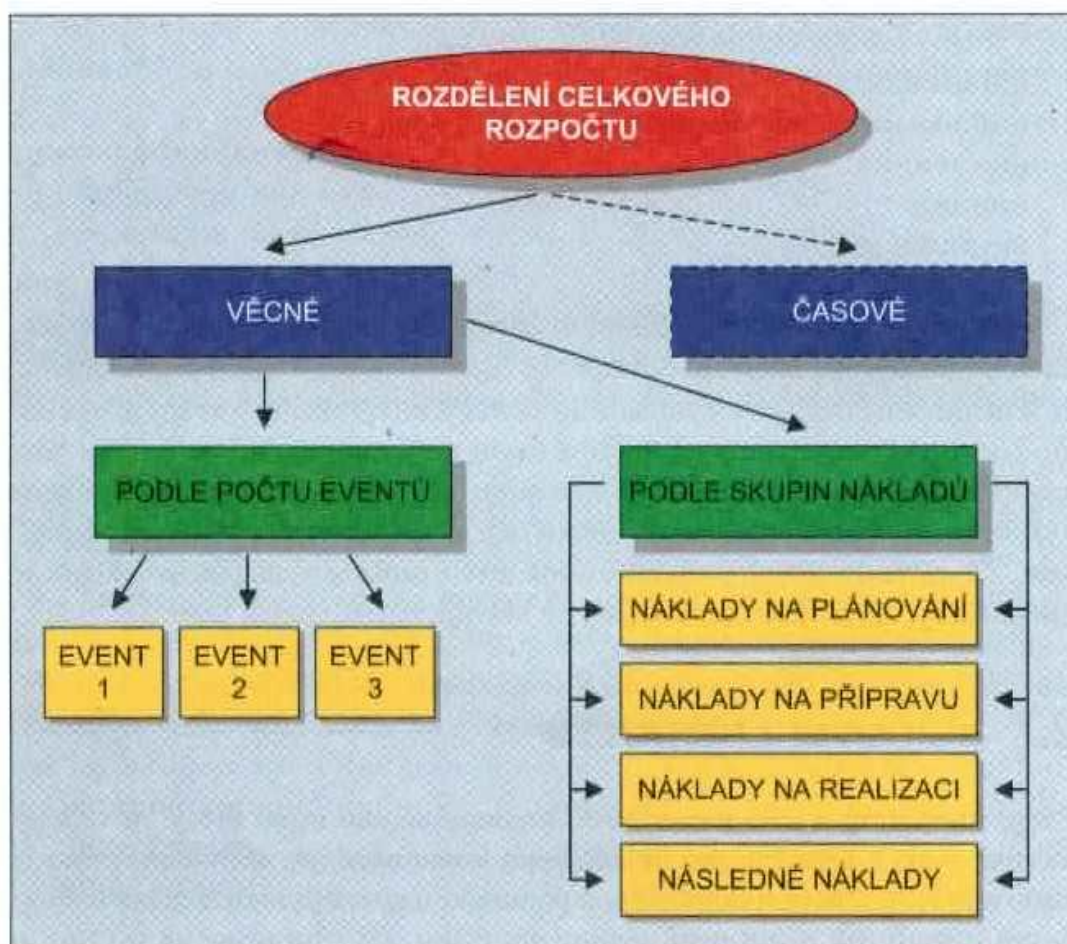 ROZDĚLENÍ CELKOVÉHO
ROZPOČTU
VĚCNÉ
ČASOVÉ
PODLE POČTU EVENTŮ
PODLE SKUPIN NÁKLADŮ
EVENT
1
EVENT
2
EVENT
3
NÁKLADY NA PLÁNOVÁNÍ
NÁKLADY NA PŘÍPRAVU
NÁKLADY NA REALIZACI
NÁSLEDNÉ NÁKLADY